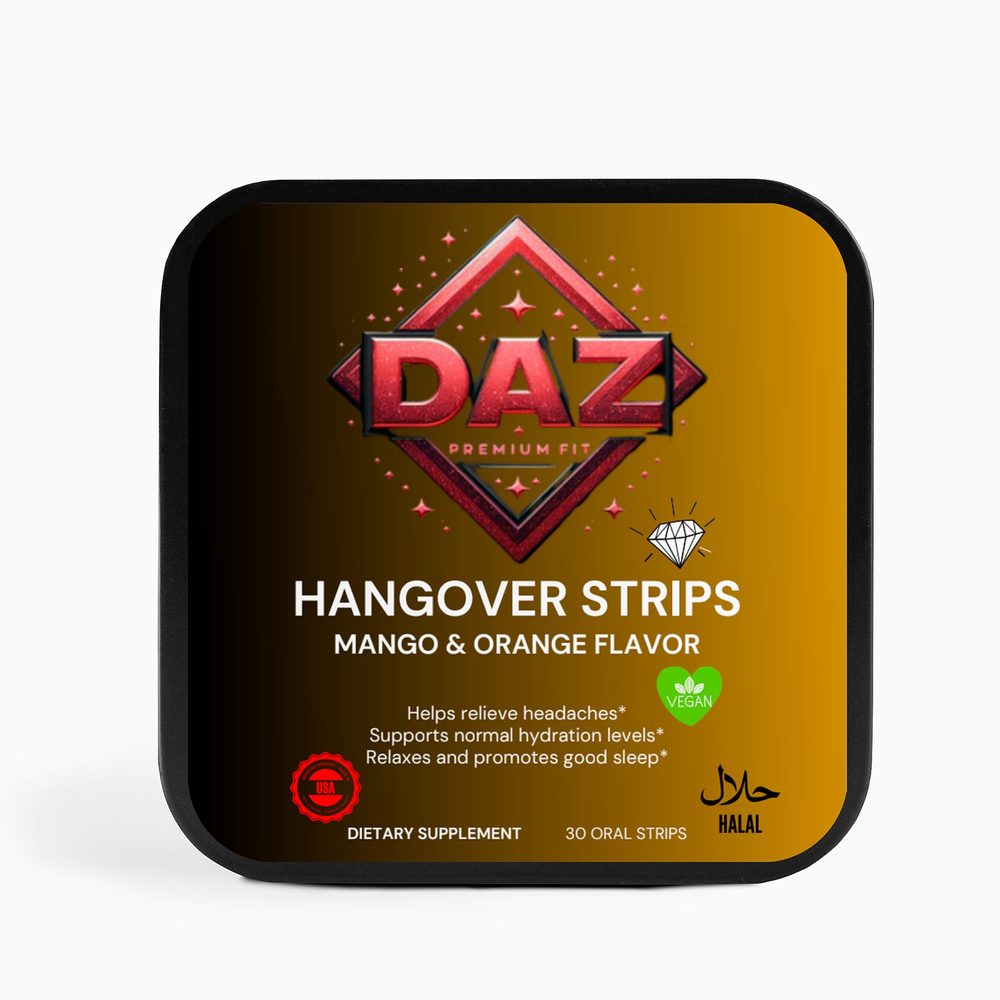 DAZ
PREMIUM FIT
HANGOVER STRIPS
MANGO & ORANGE FLAVOR
VEGAN
Helps relieve headaches*
Supports normal hydration levels*
Relaxes and promotes good sleep*
USA
حلال
HALAL
DIETARY SUPPLEMENT
30 ORAL STRIPS